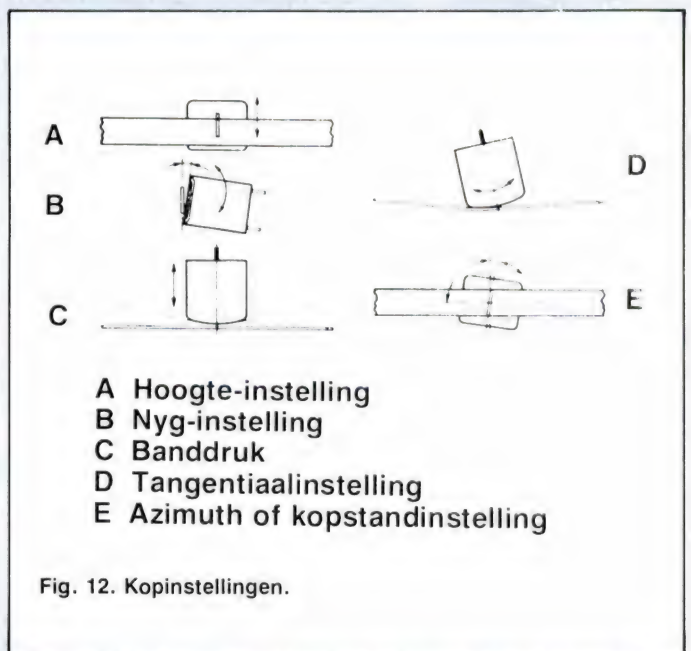 A
B
C
D
E
A Hoogte-instelling
B Nyg-instelling
C Banddruk
D Tangentiaalinstelling
E Azimuth of kopstandinstelling
Fig. 12. Kopinstellingen.